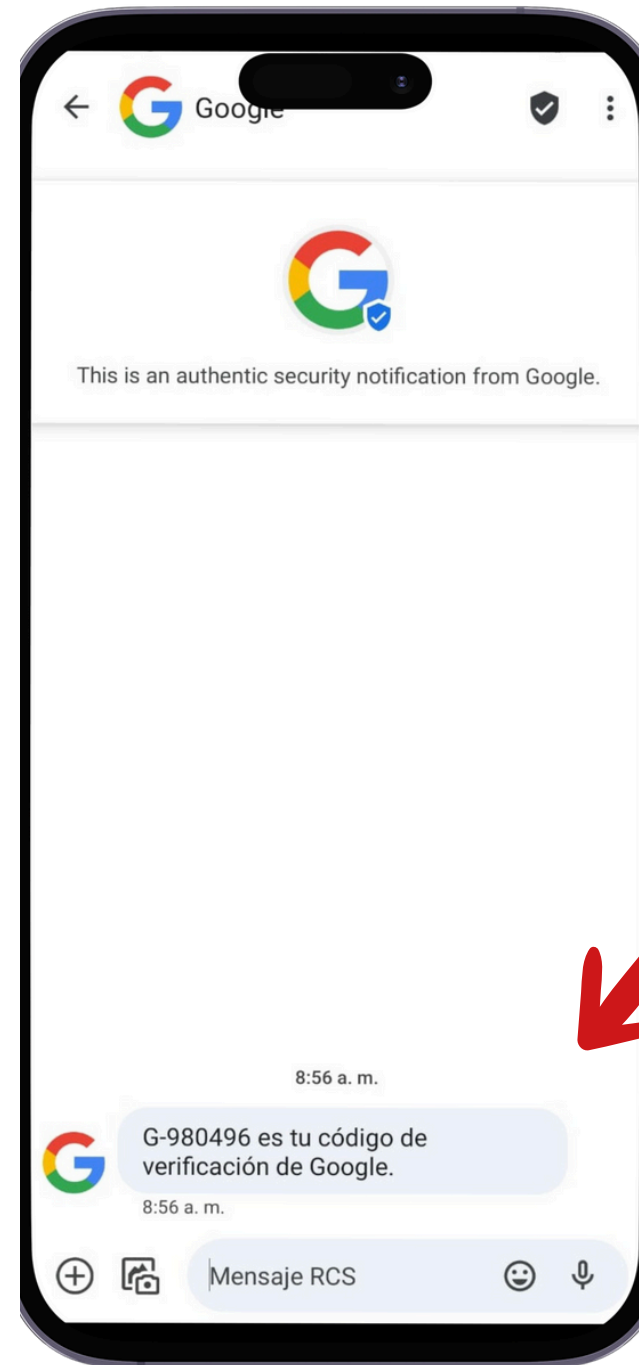 Google
This is an authentic security notification from Google.
8:56 a. m.
G-980496 es tu código de
verificación de Google.
8:56 a. m.
Mensaje RCS